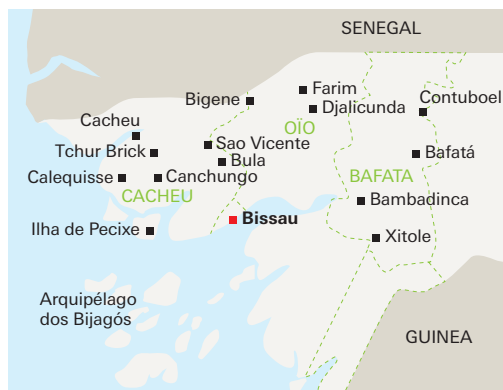 SENEGAL
Farim
Bigene
Djalicunda
Contuboel
Cacheu
OÏO
Sao Vicente
Tchur Brick
Bula
Bafatá
Calequisse
Canchungo
BAFATA
CACHEU
Bambadinca
Bissau
Ilha de Pecixe
Xitole
Arquipélago
dos Bijagós
GUINEA